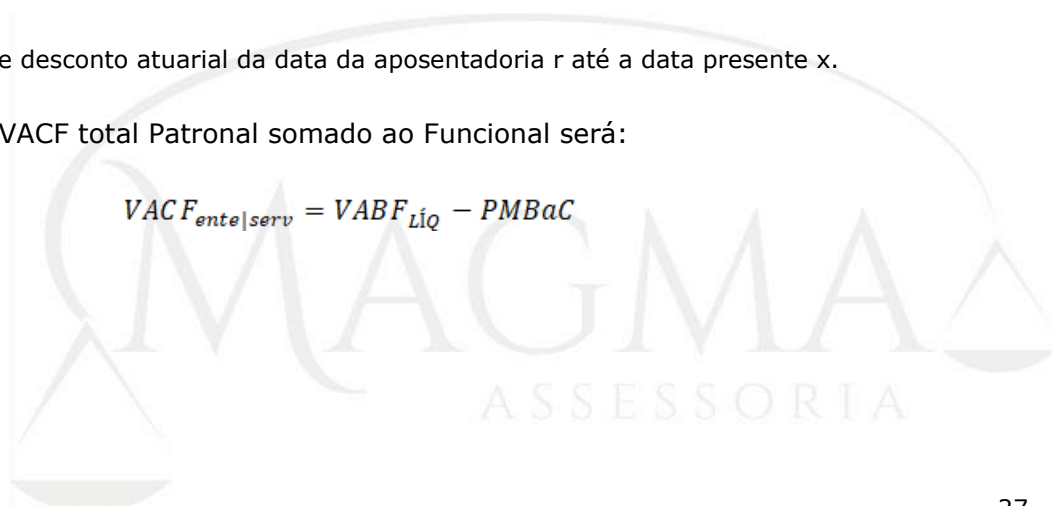 e desconto atuarial da data da aposentadoria r até a data presente x.
VACF total Patronal somado ao Funcional será:
VACF_{ente|serv} = VABF_{LÍQ} − PMBaC
MAGMA
ASSESSORIA